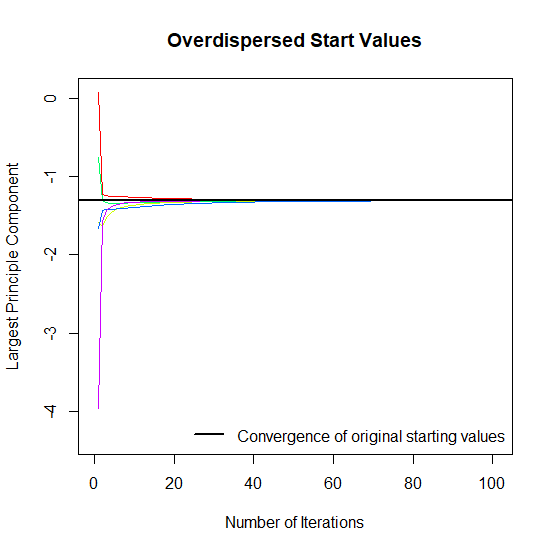 Overdispersed Start Values
Largest Principle Component
0
-1
-2
-3
-4
Convergence of original starting values
0 20 40 60 80 100
Number of Iterations